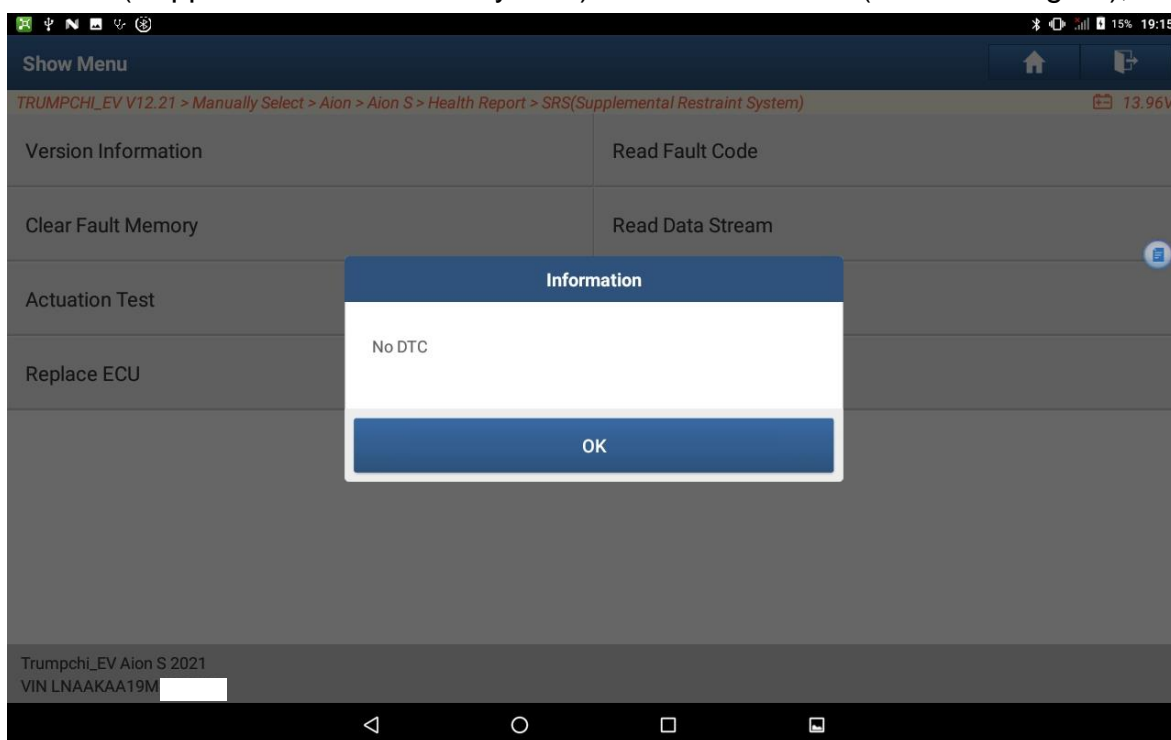 15% 19:15
Show Menu
TRUMPCHI_EV V12.21 > Manually Select > Aion > Aion S > Health Report > SRS(Supplemental Restraint System)
13.96V
Version Information
Read Fault Code
Clear Fault Memory
Read Data Stream
Information
Actuation Test
No DTC
Replace ECU
OK
Trumpchi_EV Aion S 2021
VIN LNAAKAA19M